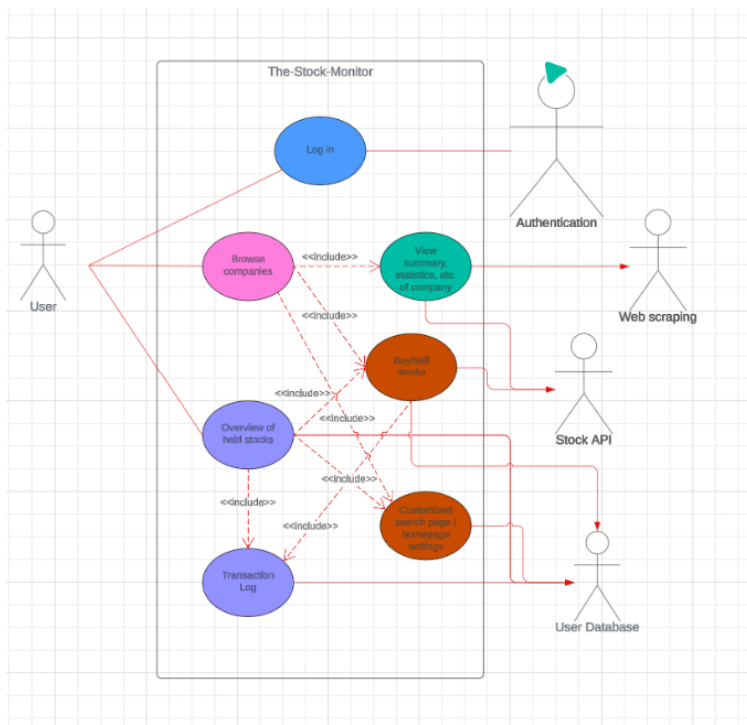 The-Stock-Monitor
Log in
Authentication
User
Browse
companies
<<Include>>
View
summary,
statistics, etc.
of company
Web scraping
<<Include>>
Buy/sell
stocks
Stock API
<<Include>>
<<Include>>
Overview of
held stocks
<<Include>>
<<Include>>
<<Include>>
Customized
search page /
homepage
settings
Transaction
Log
User Database